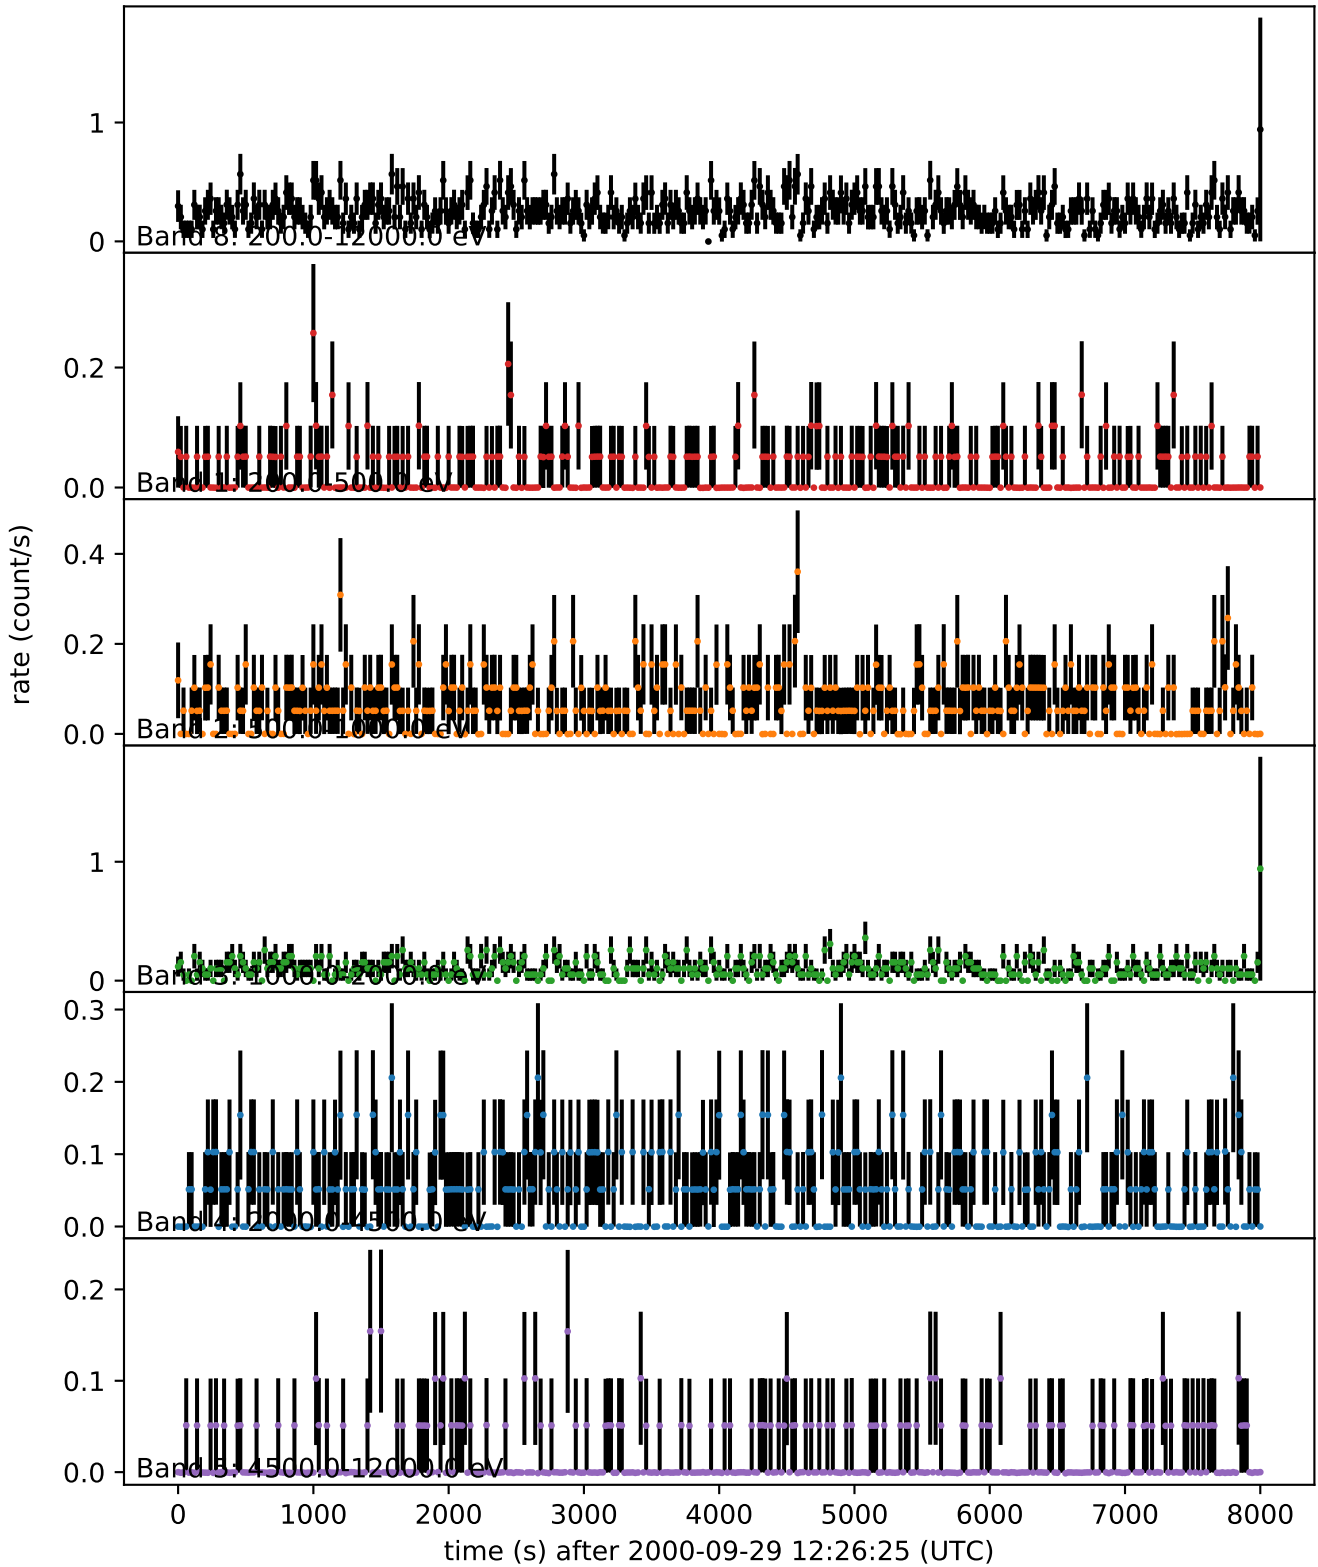 1
0
Band 8: 200.0-12000.0 eV
0.2
0.0
Band 1: 200.0-500.0 eV
rate (count/s)
0.4
0.2
0.0
Band 2: 500.0-1000.0 eV
1
0
Band 3: 1000.0-2000.0 eV
0.3
0.2
0.1
0.0
Band 4: 2000.0-4500.0 eV
0.2
0.1
0.0
Band 5: 4500.0-12000.0 eV
0 1000 2000 3000 4000 5000 6000 7000 8000
time (s) after 2000-09-29 12:26:25 (UTC)